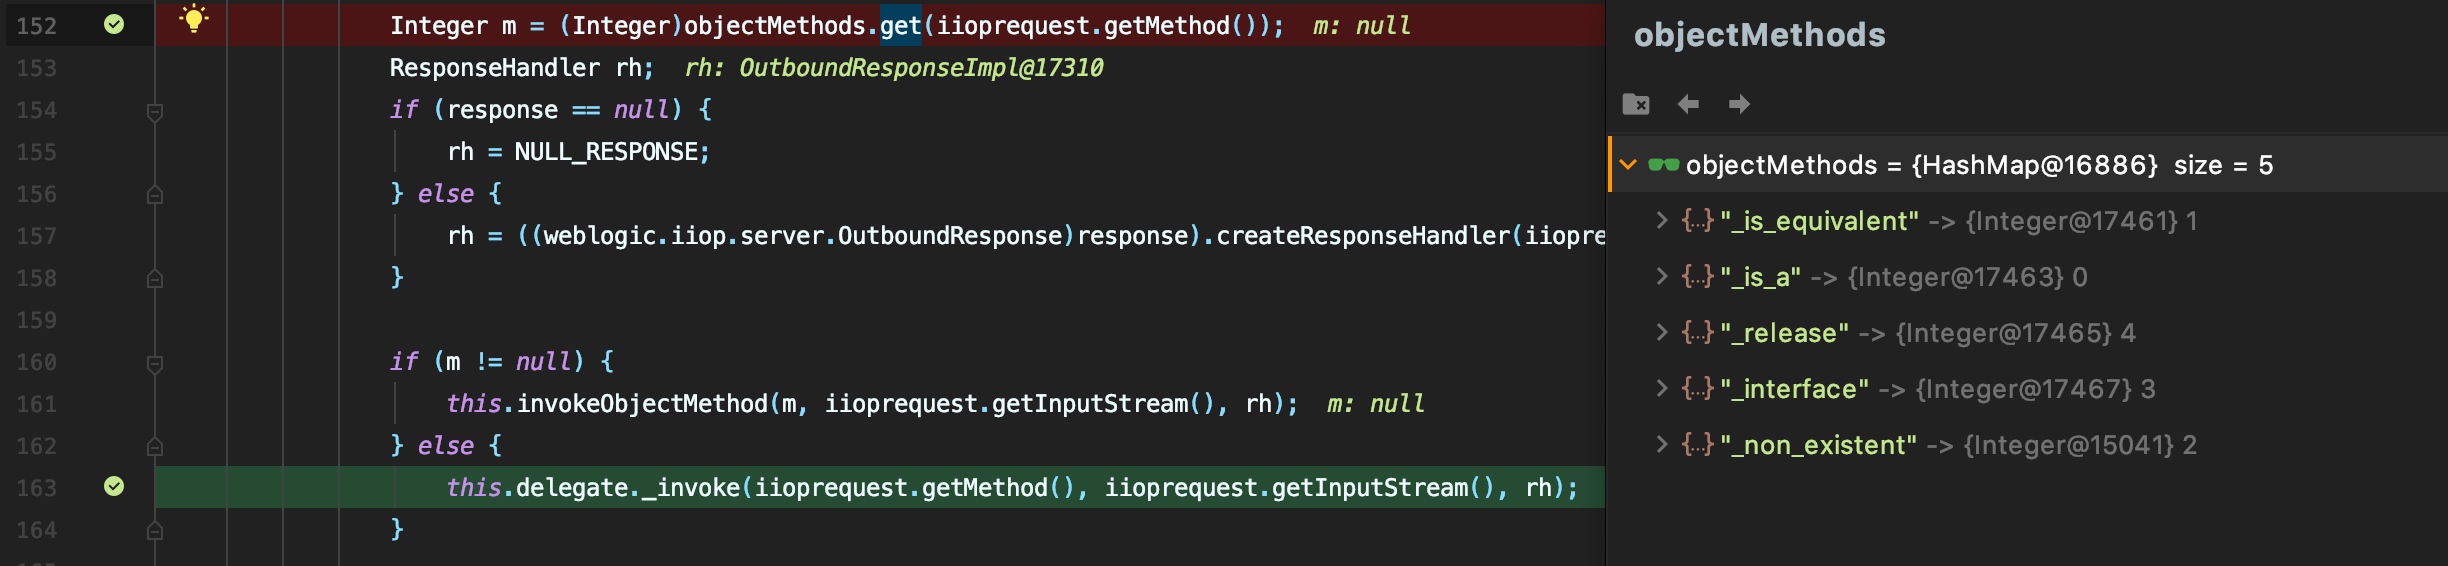 152 Integer m = (Integer)objectMethods.get(iioprequest.getMethod());  m: null
153 ResponseHandler rh;  rh: OutboundResponseImpl@17310
154 if (response == null) {
155 rh = NULL_RESPONSE;
156 } else {
157 rh = ((weblogic.iiop.server.OutboundResponse)response).createResponseHandler(iiopre
158 }
159
160 if (m != null) {
161 this.invokeObjectMethod(m, iioprequest.getInputStream(), rh);  m: null
162 } else {
163 this.delegate._invoke(iioprequest.getMethod(), iioprequest.getInputStream(), rh);
164 }
objectMethods
objectMethods = {HashMap@16886}  size = 5
{...} "_is_equivalent" -> {Integer@17461} 1
{...} "_is_a" -> {Integer@17463} 0
{...} "_release" -> {Integer@17465} 4
{...} "_interface" -> {Integer@17467} 3
{...} "_non_existent" -> {Integer@15041} 2